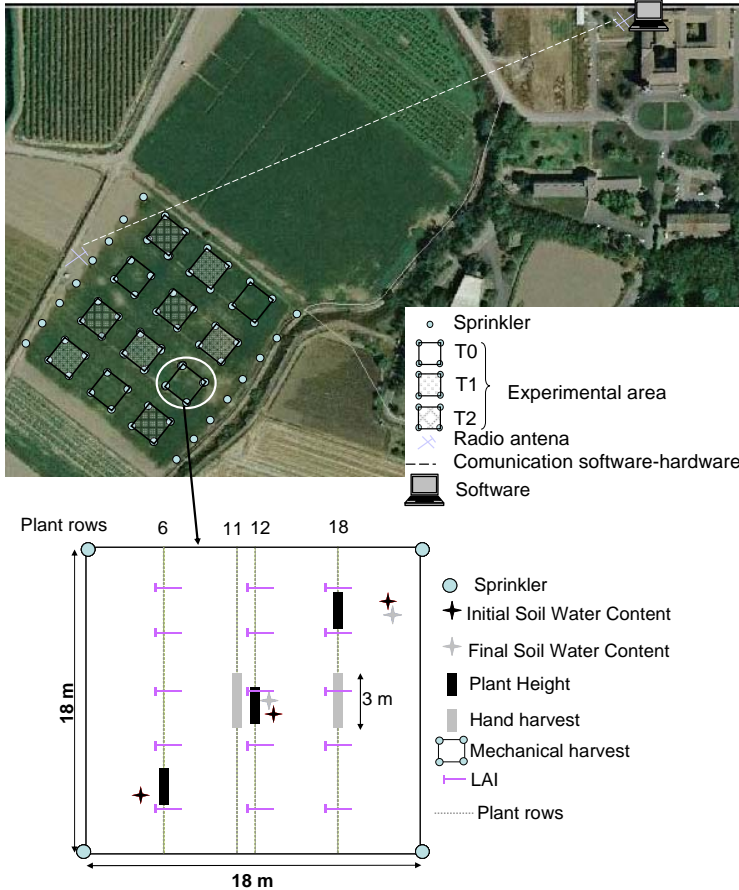 Sprinkler
T0
T1
T2
Experimental area
Radio antena
Comunication software-hardware
Software
Plant rows
6
11
12
18
18 m
3 m
18 m
Sprinkler
Initial Soil Water Content
Final Soil Water Content
Plant Height
Hand harvest
Mechanical harvest
LAI
Plant rows